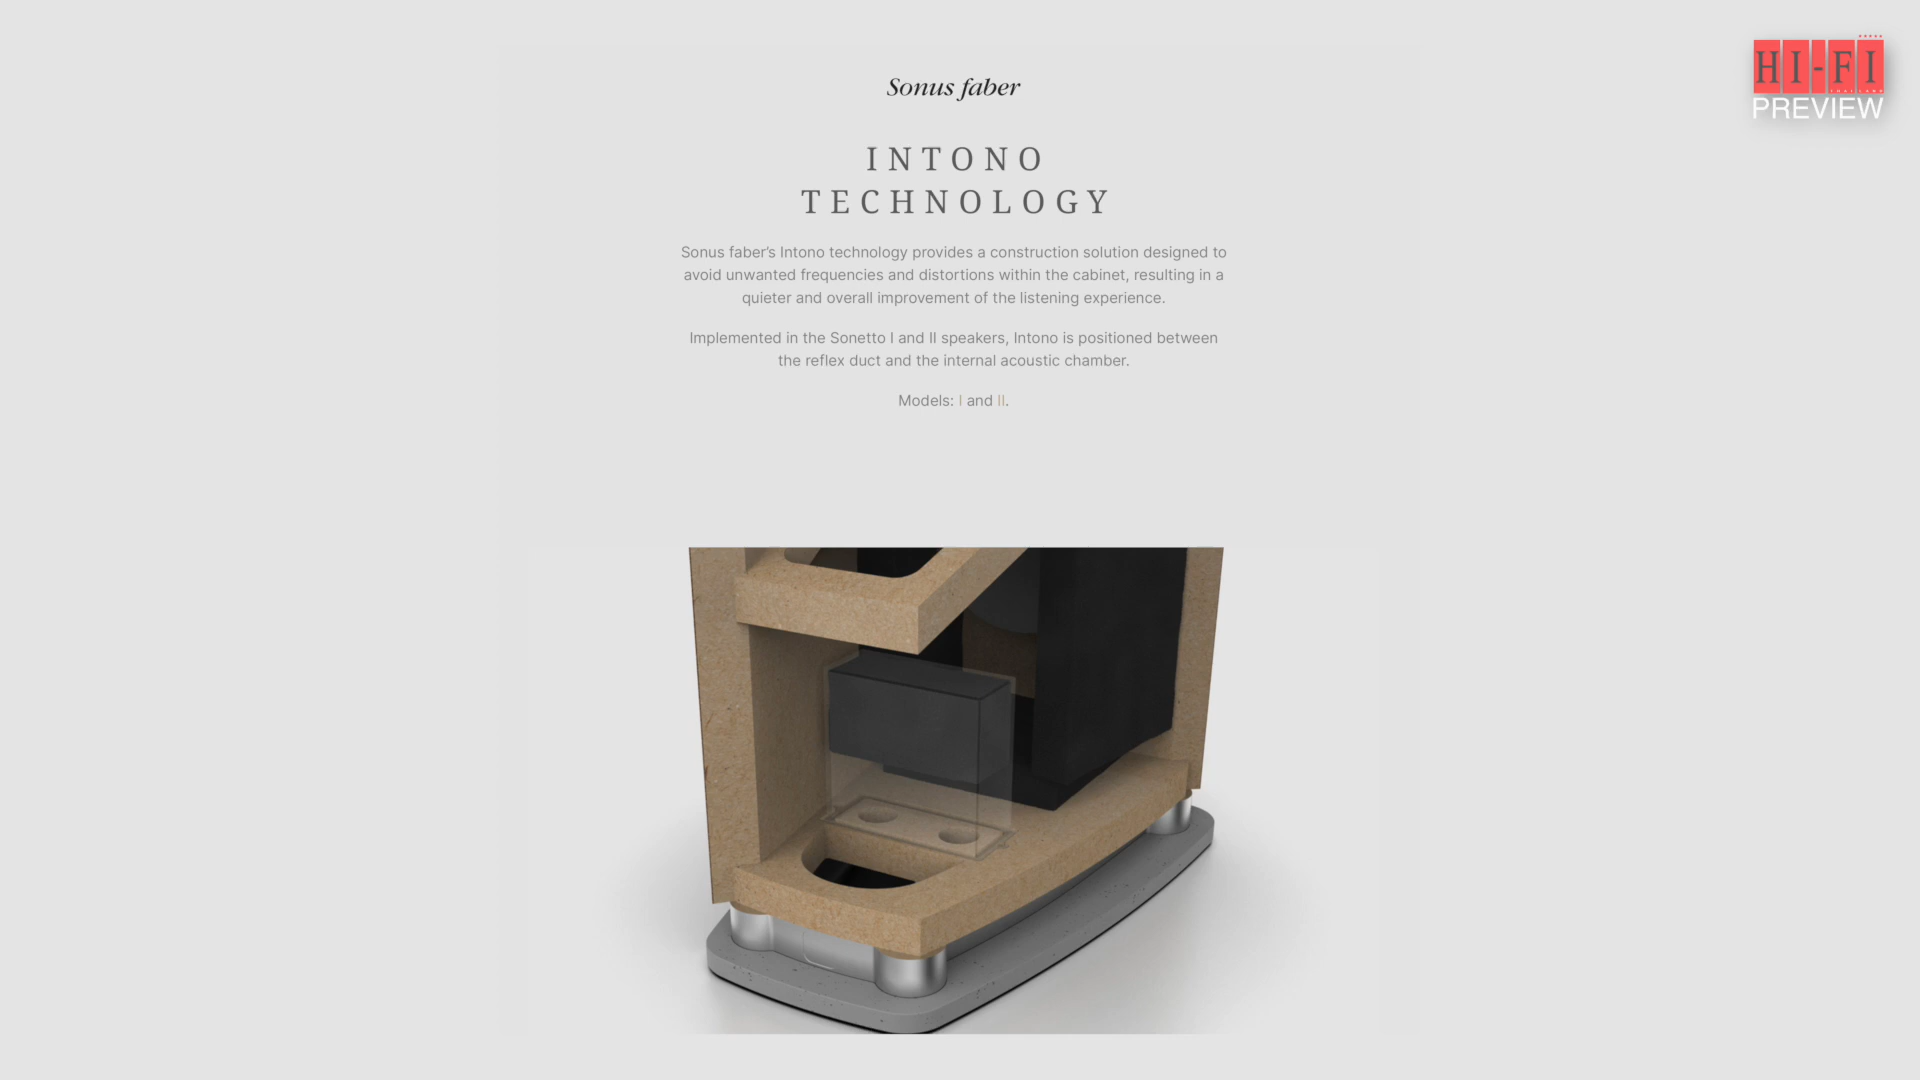 Sonus faber
HI-FI
PREVIEW
INTONO
TECHNOLOGY
Sonus faber’s Intono technology provides a construction solution designed to
avoid unwanted frequencies and distortions within the cabinet, resulting in a
quieter and overall improvement of the listening experience.
Implemented in the Sonetto I and II speakers, Intono is positioned between
the reflex duct and the internal acoustic chamber.
Models: I and II.